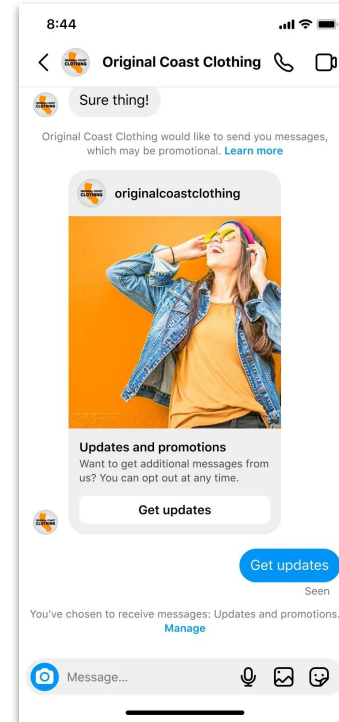 8:44
Original Coast Clothing
Sure thing!
Original Coast Clothing would like to send you messages,
which may be promotional. Learn more
originalcoastclothing
Updates and promotions
Want to get additional messages from
us? You can opt out at any time.
Get updates
Get updates
Seen
You've chosen to receive messages: Updates and promotions.
Manage
Message...